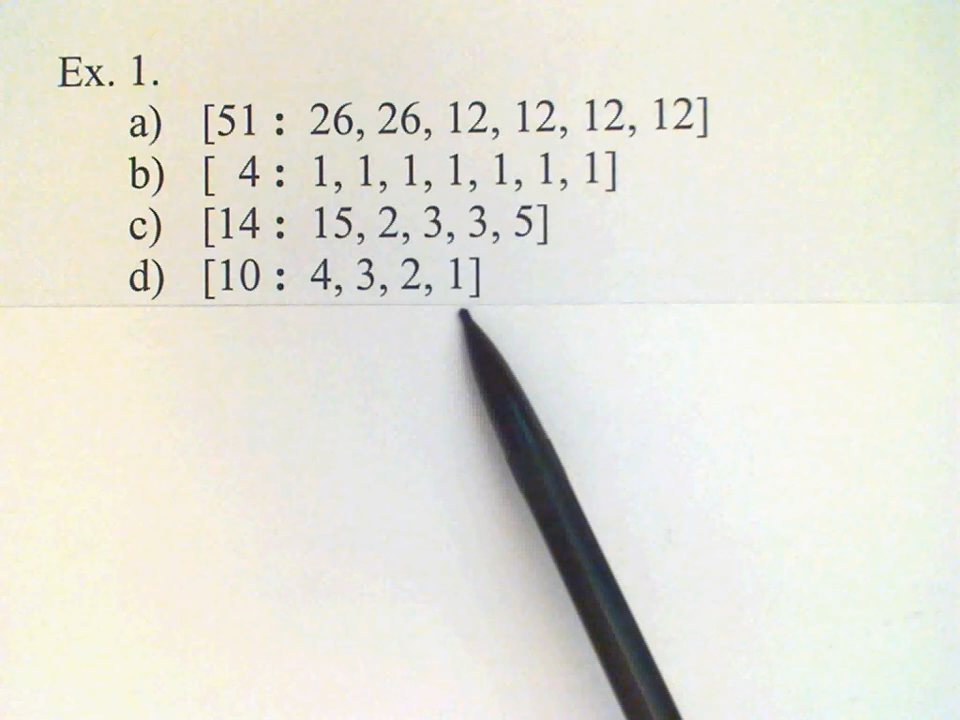 Ex. 1.
a) [51 : 26, 26, 12, 12, 12, 12]
b) [ 4 : 1, 1, 1, 1, 1, 1, 1]
c) [14 : 15, 2, 3, 3, 5]
d) [10 : 4, 3, 2, 1]